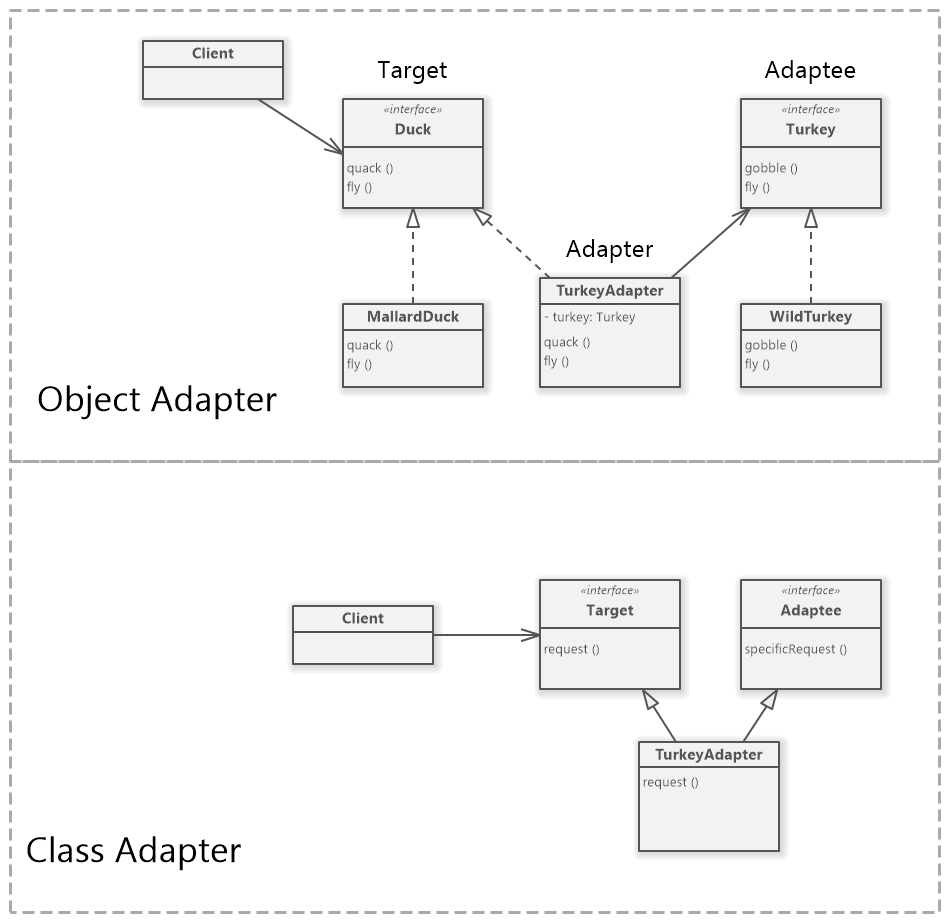 Client
Target
«interface»
Duck
quack ()
fly ()
Adaptee
«interface»
Turkey
gobble ()
fly ()
MallardDuck
quack ()
fly ()
Adapter
TurkeyAdapter
- turkey: Turkey
quack ()
fly ()
WildTurkey
gobble ()
fly ()
Object Adapter
Client
«interface»
Target
request ()
«interface»
Adaptee
specificRequest ()
TurkeyAdapter
request ()
Class Adapter